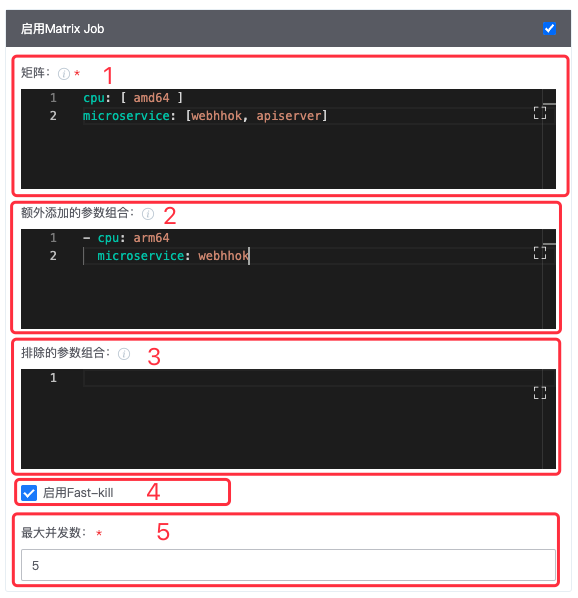 启用Matrix Job
矩阵： * 1
1 cpu: [ amd64 ]
2 microservice: [webhhok, apiserver]
额外添加的参数组合： 2
1 - cpu: arm64
2 microservice: webhhok
排除的参数组合： 3
1
启用Fast-kill 4
最大并发数： * 5
5